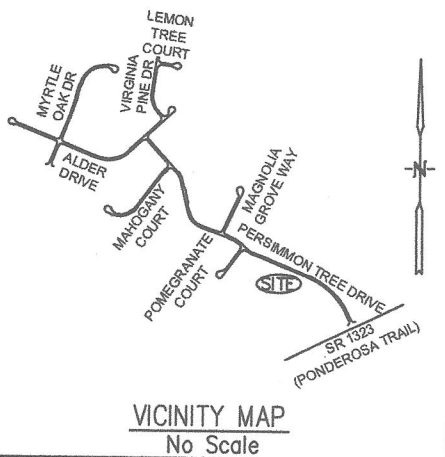 LEMON
TREE
COURT
MYRTLE
OAK DR
VIRGINIA
PINE DR
ALDER
DRIVE
MAHOGANY
COURT
MAGNOLIA
GROVE WAY
POMEGRANATE
COURT
PERSIMMON TREE DRIVE
SITE
N
SR 1323
(PONDEROSA TRAIL)
VICINITY MAP
No Scale